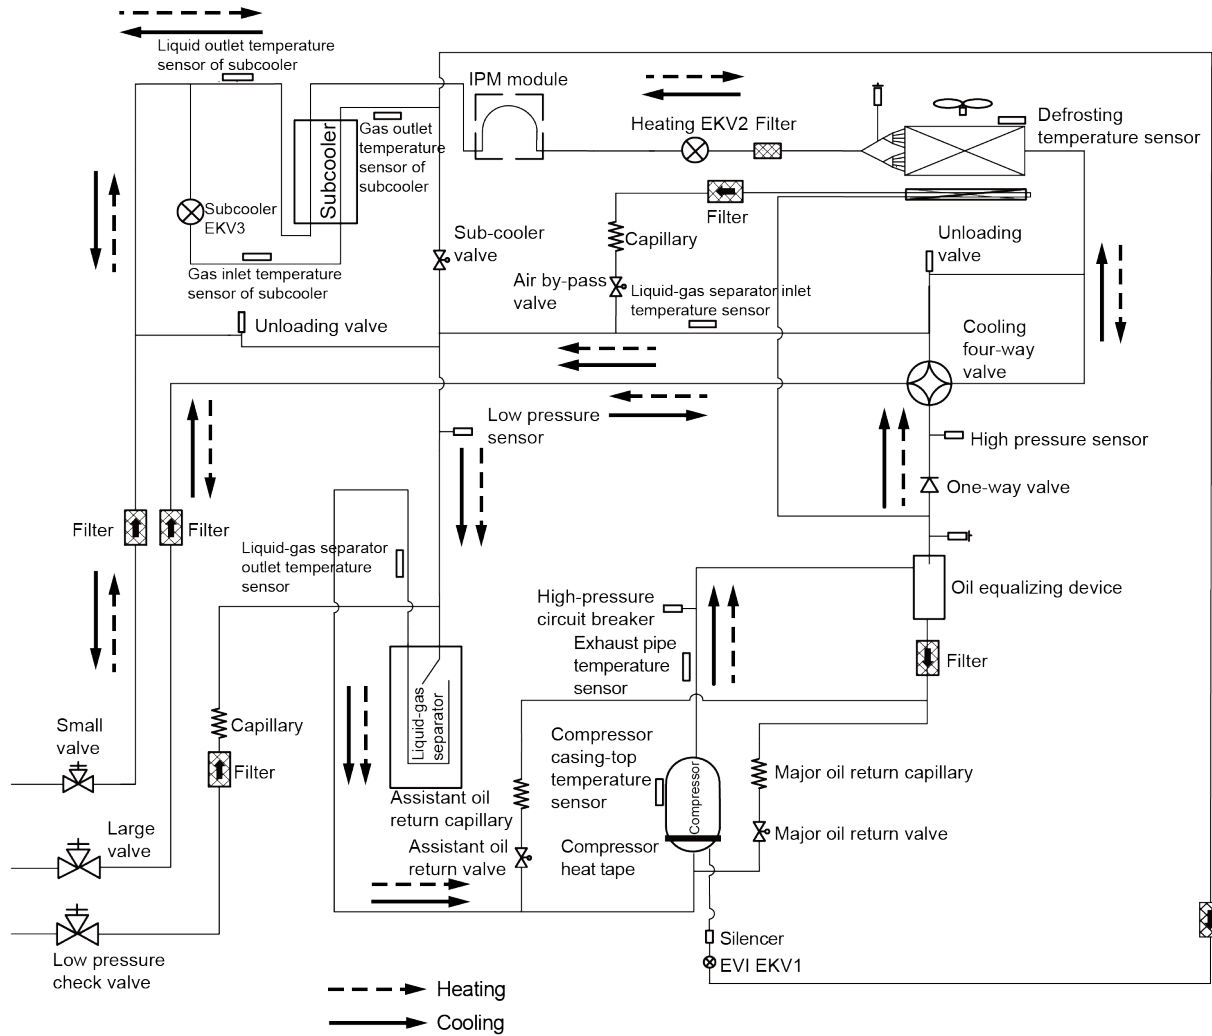 Liquid outlet temperature
sensor of subcooler
IPM module
Gas outlet
temperature
sensor of
subcooler
Subcooler
Heating EKV2 Filter
Defrosting
temperature sensor
Subcooler
EKV3
Filter
Sub-cooler
valve
Capillary
Unloading
valve
Gas inlet temperature
sensor of subcooler
Air by-pass
valve
Liquid-gas separator inlet
temperature sensor
Unloading valve
Cooling
four-way
valve
Low pressure
sensor
High pressure sensor
One-way valve
Filter
Filter
Liquid-gas separator
outlet temperature
sensor
Oil equalizing device
High-pressure
circuit breaker
Exhaust pipe
temperature
sensor
Filter
Liquid-gas
separator
Small
valve
Capillary
Compressor
casing-top
temperature
sensor
Compressor
Filter
Major oil return capillary
Assistant oil
return capillary
Large
valve
Assistant oil
return valve
Compressor
heat tape
Major oil return valve
Low pressure
check valve
Silencer
EVI EKV1
Heating
Cooling